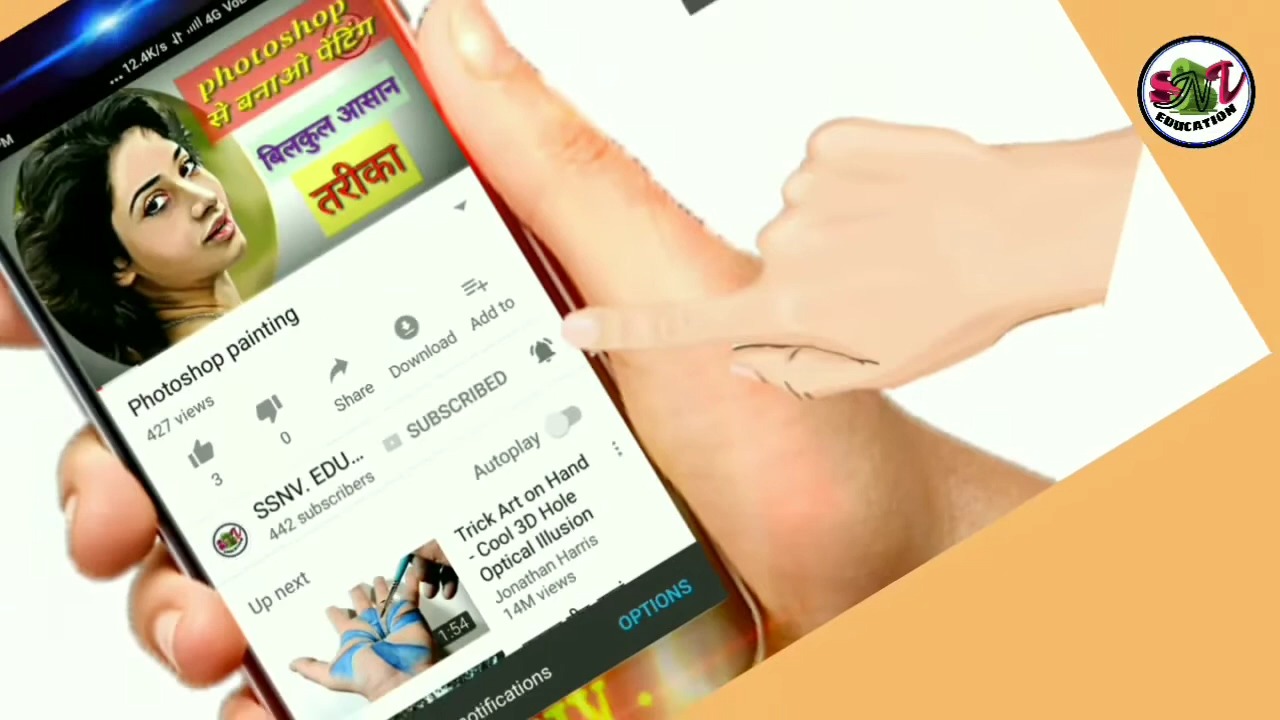 ... 12.4K/s 4G VoL
PM
photoshop
से बनाओ पेंटिंग
बिलकुल आसान
तरीका
Photoshop painting
427 views
3
0
Share
Download
Add to
SSNV. EDU...
442 subscribers
SUBSCRIBED
Autoplay
Up next
Trick Art on Hand
- Cool 3D Hole
Optical Illusion
Jonathan Harris
14M views
1:54
OPTIONS
notifications
SNV
EDUCATION